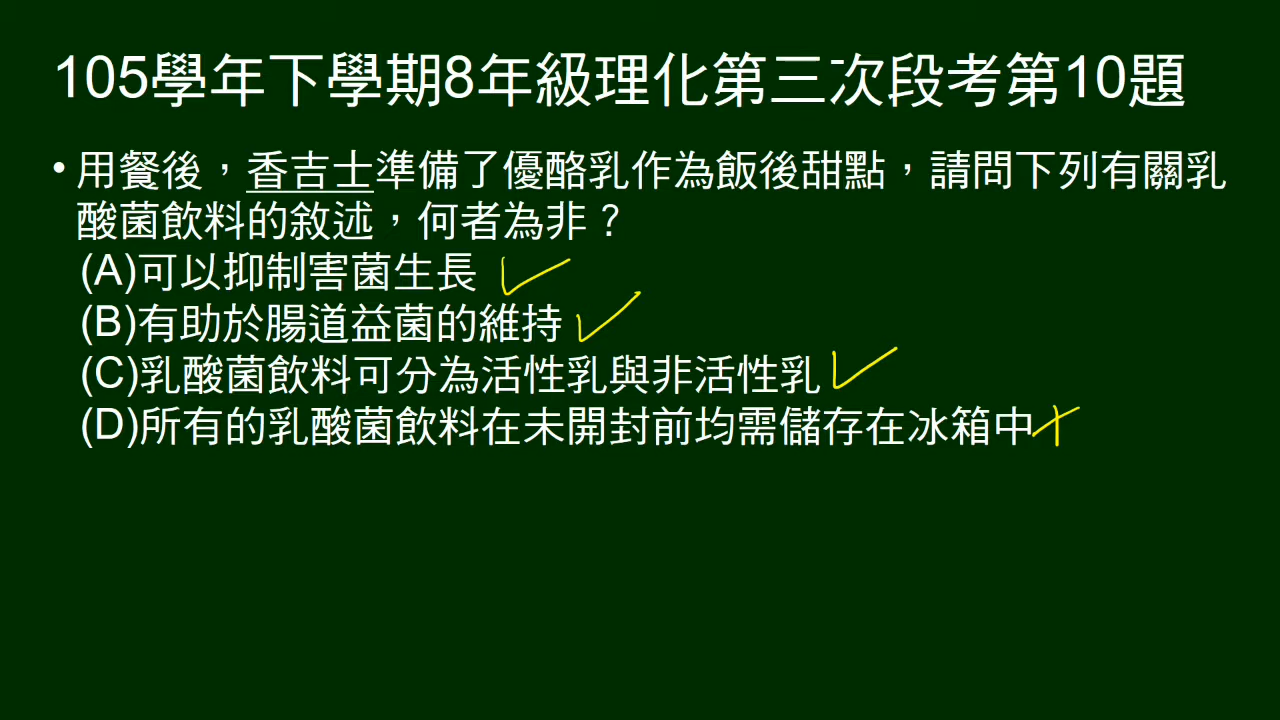 105學年下學期8年級理化第三次段考第10題
• 用餐後，香吉士準備了優酪乳作為飯後甜點，請問下列有關乳
酸菌飲料的敘述，何者為非？
(A)可以抑制害菌生長
(B)有助於腸道益菌的維持
(C)乳酸菌飲料可分為活性乳與非活性乳
(D)所有的乳酸菌飲料在未開封前均需儲存在冰箱中